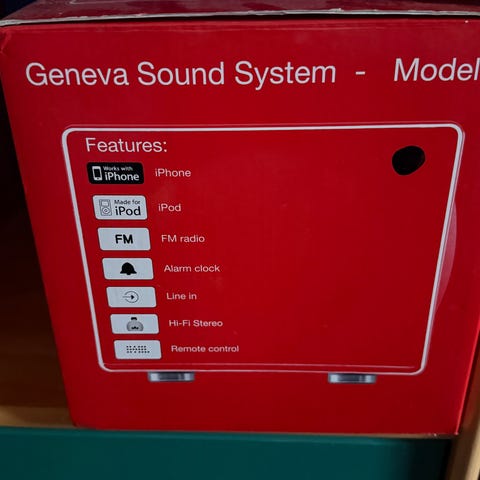 Geneva Sound System - Model
Features:
Works with iPhone iPhone
Made for iPod iPod
FM FM radio
Alarm clock
Line in
Hi-Fi Stereo
Remote control